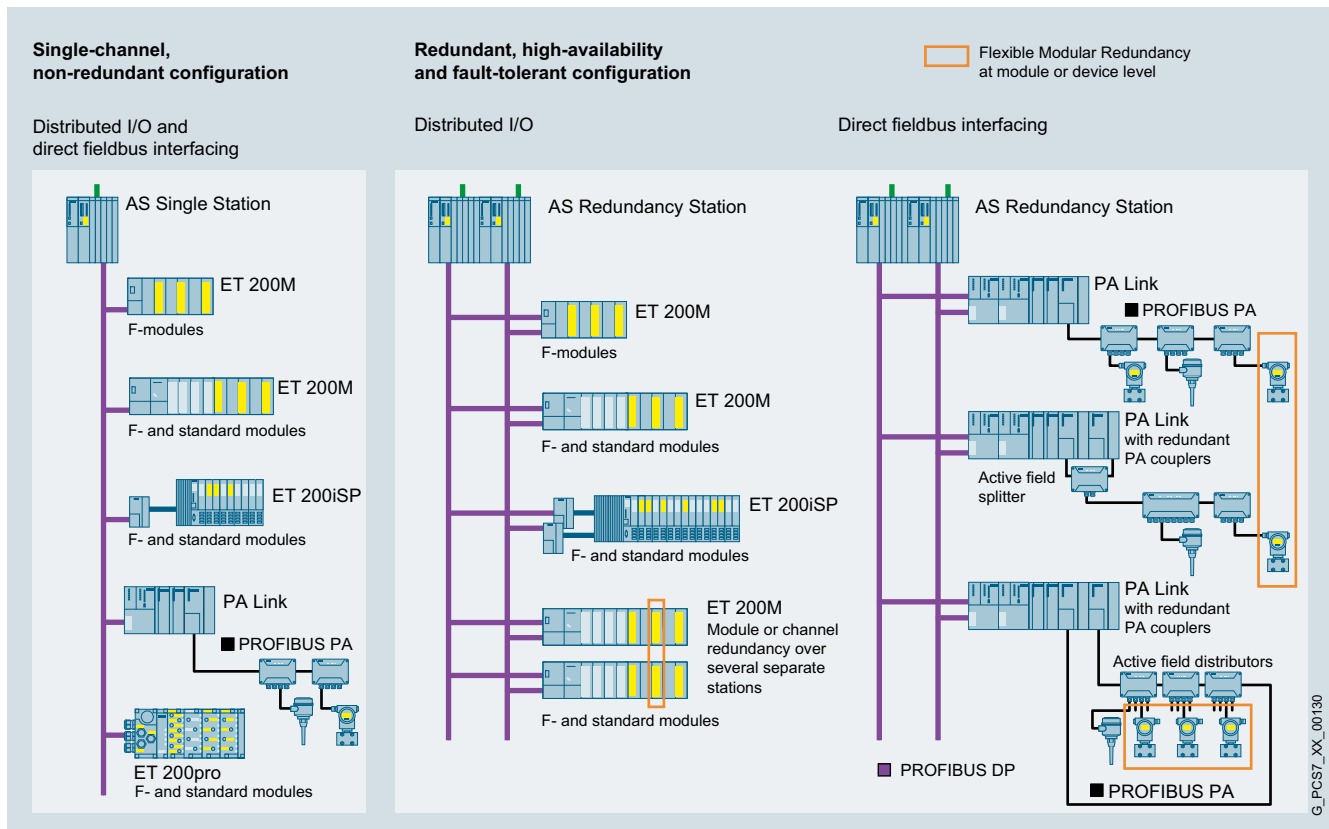 Single-channel,
non-redundant configuration
Distributed I/O and
direct fieldbus interfacing
AS Single Station
ET 200M
F-modules
ET 200M
F- and standard modules
ET 200iSP
F- and standard modules
PA Link
PROFIBUS PA
ET 200pro
F- and standard modules
Redundant, high-availability
and fault-tolerant configuration
Flexible Modular Redundancy
at module or device level
Distributed I/O
AS Redundancy Station
ET 200M
F-modules
ET 200M
F- and standard modules
ET 200iSP
F- and standard modules
ET 200M
Module or channel
redundancy over
several separate
stations
F- and standard modules
PROFIBUS DP
Direct fieldbus interfacing
AS Redundancy Station
PA Link
PROFIBUS PA
PA Link
with redundant
PA couplers
Active field
splitter
PA Link
with redundant
PA couplers
Active field distributors
PROFIBUS PA
G_PCS7_XX_00130